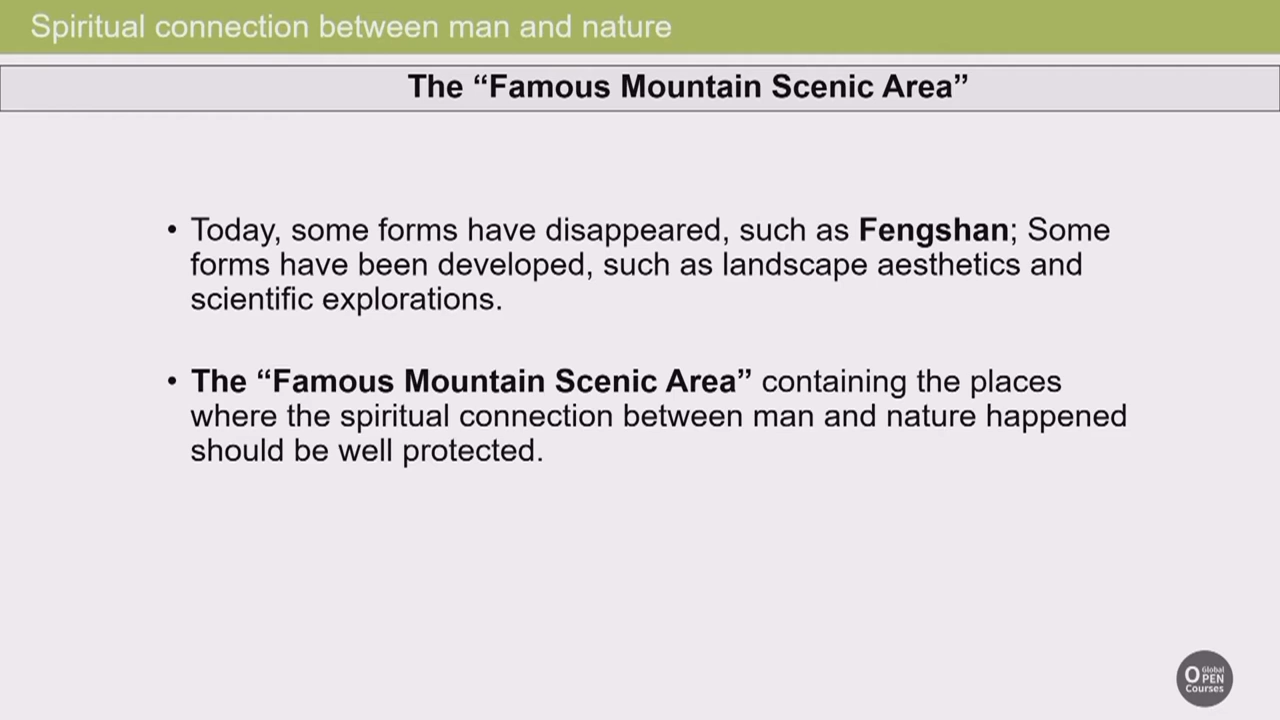 Spiritual connection between man and nature
The “Famous Mountain Scenic Area”
• Today, some forms have disappeared, such as Fengshan; Some
forms have been developed, such as landscape aesthetics and
scientific explorations.
• The “Famous Mountain Scenic Area” containing the places
where the spiritual connection between man and nature happened
should be well protected.
Global
OPEN
Courses